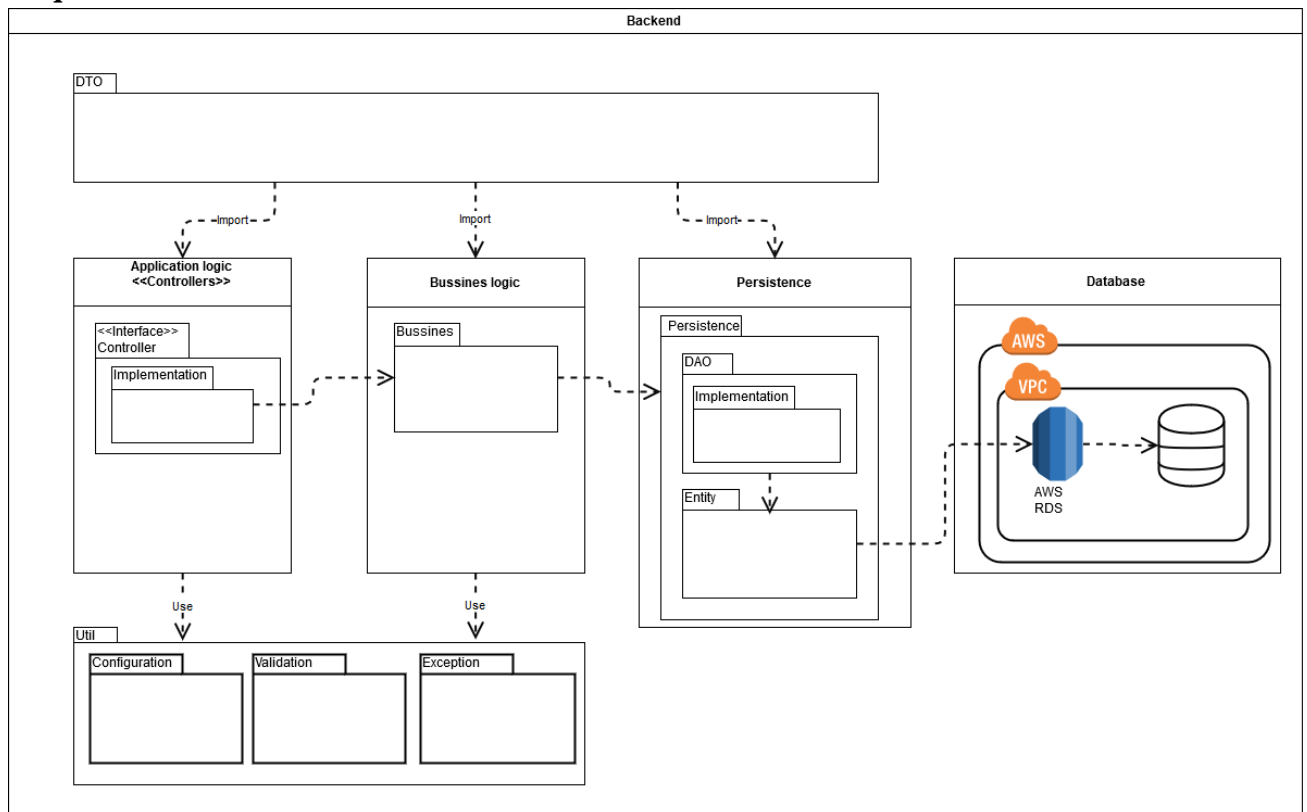 Backend
DTO
Import
Import
Import
Application logic
<<Controllers>>
Bussines logic
Persistence
Database
<<Interface>>
Controller
Implementation
Bussines
Persistence
DAO
Implementation
Entity
AWS
VPC
AWS
RDS
Use
Use
Util
Configuration
Validation
Exception